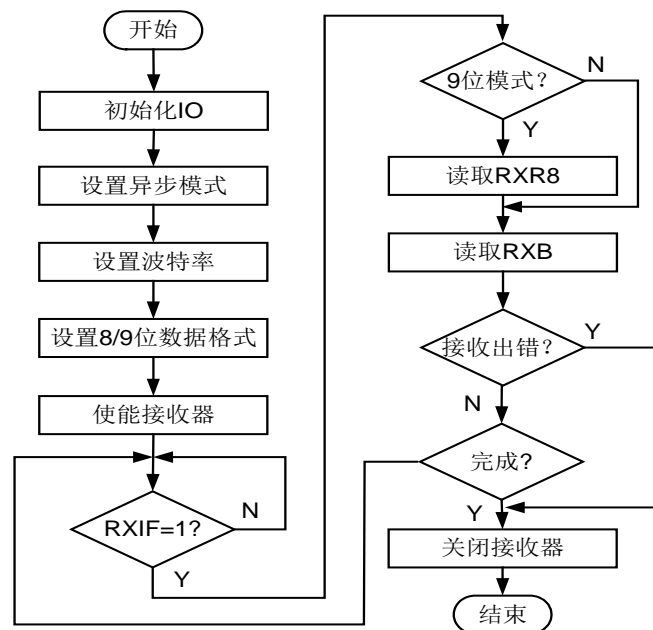 开始
初始化IO
设置异步模式
设置波特率
设置8/9位数据格式
使能接收器
RXIF=1?
N
Y
9位模式？
N
Y
读取RXR8
读取RXB
接收出错？
Y
N
完成?
Y
关闭接收器
结束